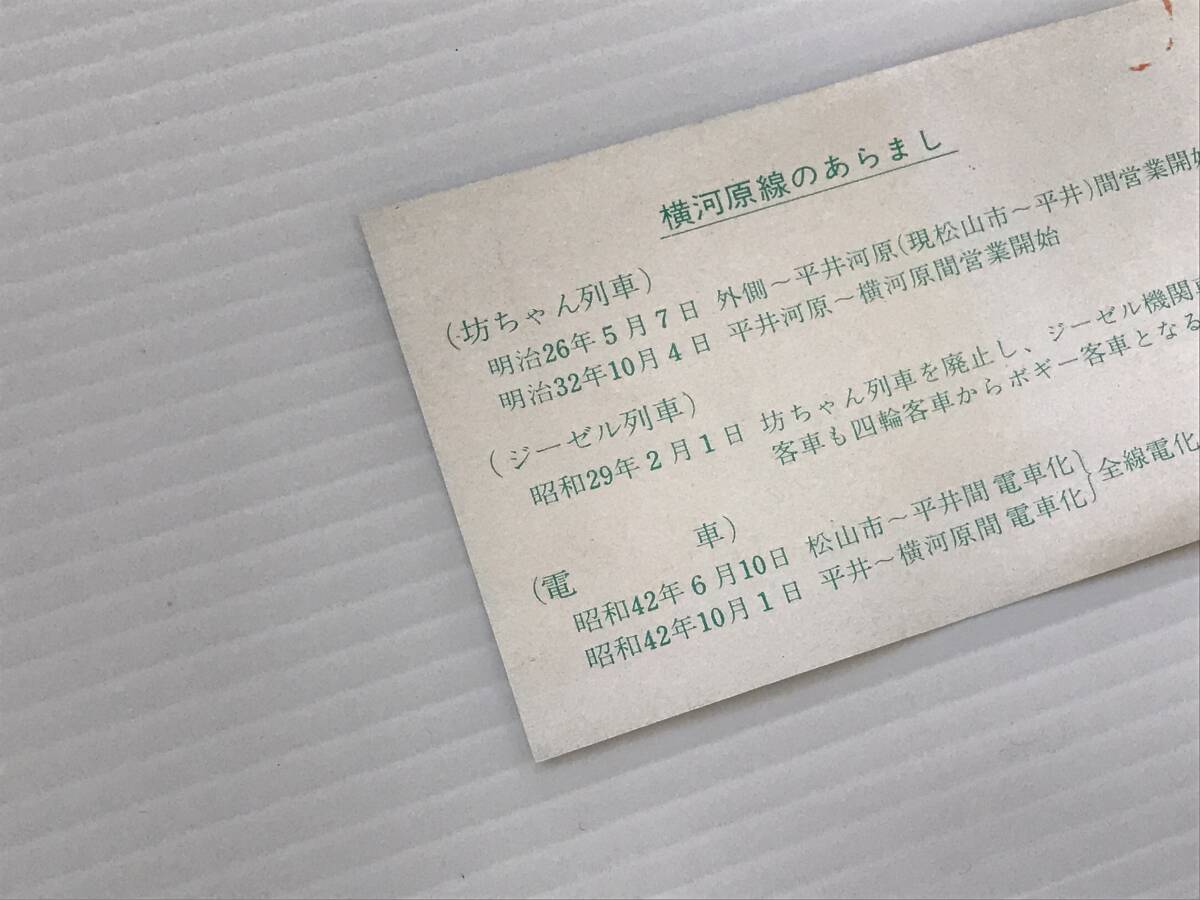 横河原線のあらまし
(坊ちゃん列車)
明治26年5月7日 外側～平井河原(現松山市～平井)間営業開始
明治32年10月4日 平井河原～横河原間営業開始
(ジーゼル列車)
昭和29年2月1日 坊ちゃん列車を廃止し、ジーゼル機関車
客車も四輪客車からボギー客車となる
(電 車)
昭和42年6月10日 松山市～平井間 電車化}全線電化
昭和42年10月1日 平井～横河原間 電車化